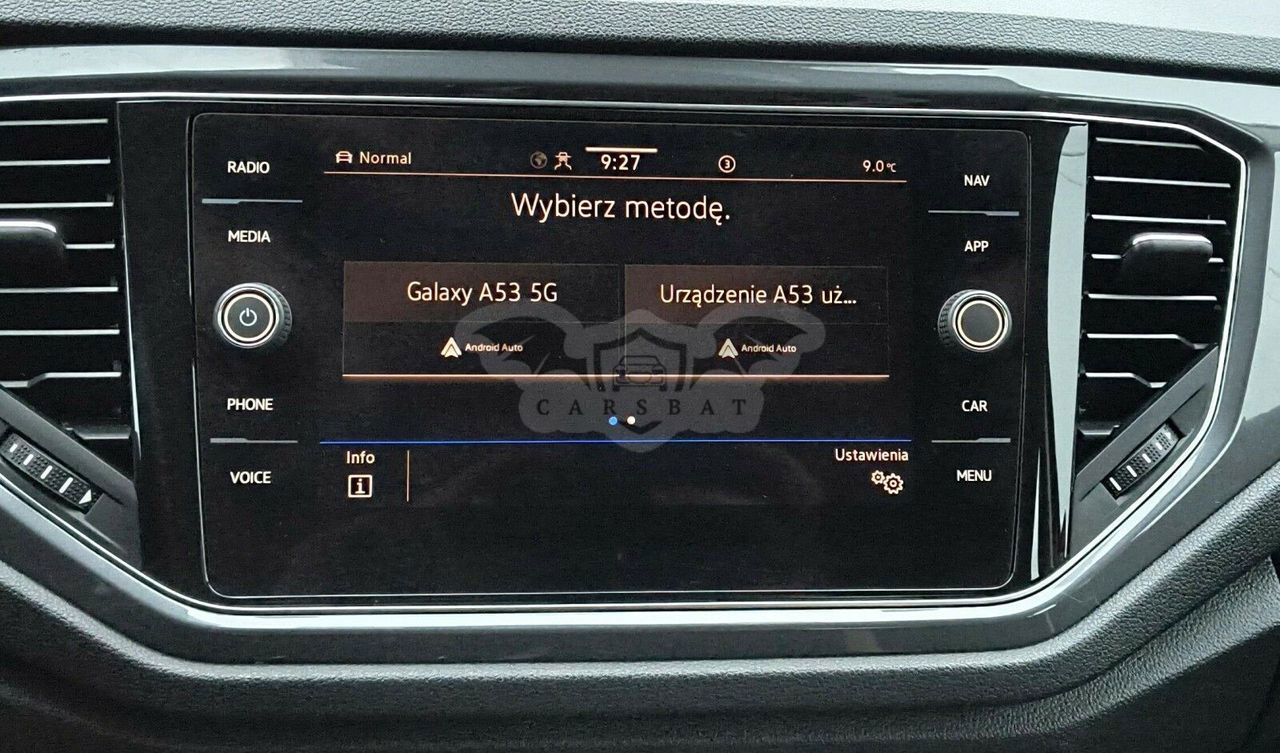 RADIO
MEDIA
PHONE
VOICE
Normal
9:27
3
9.0°C
Wybierz metodę.
Galaxy A53 5G
Android Auto
Urządzenie A53 uż...
Android Auto
CARSBAT
Info
i
Ustawienia
NAV
APP
CAR
MENU